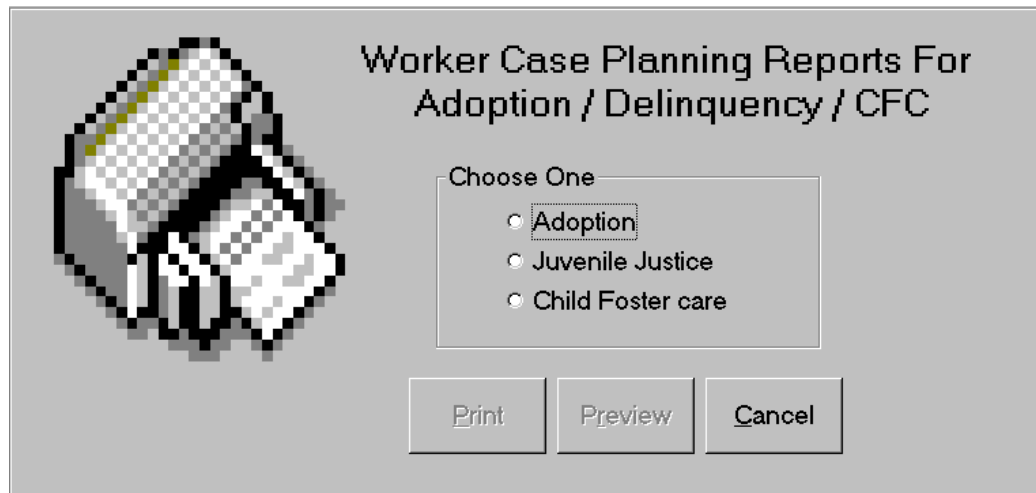 Worker Case Planning Reports For
Adoption / Delinquency / CFC
Choose One
Adoption
Juvenile Justice
Child Foster care
Print Preview Cancel